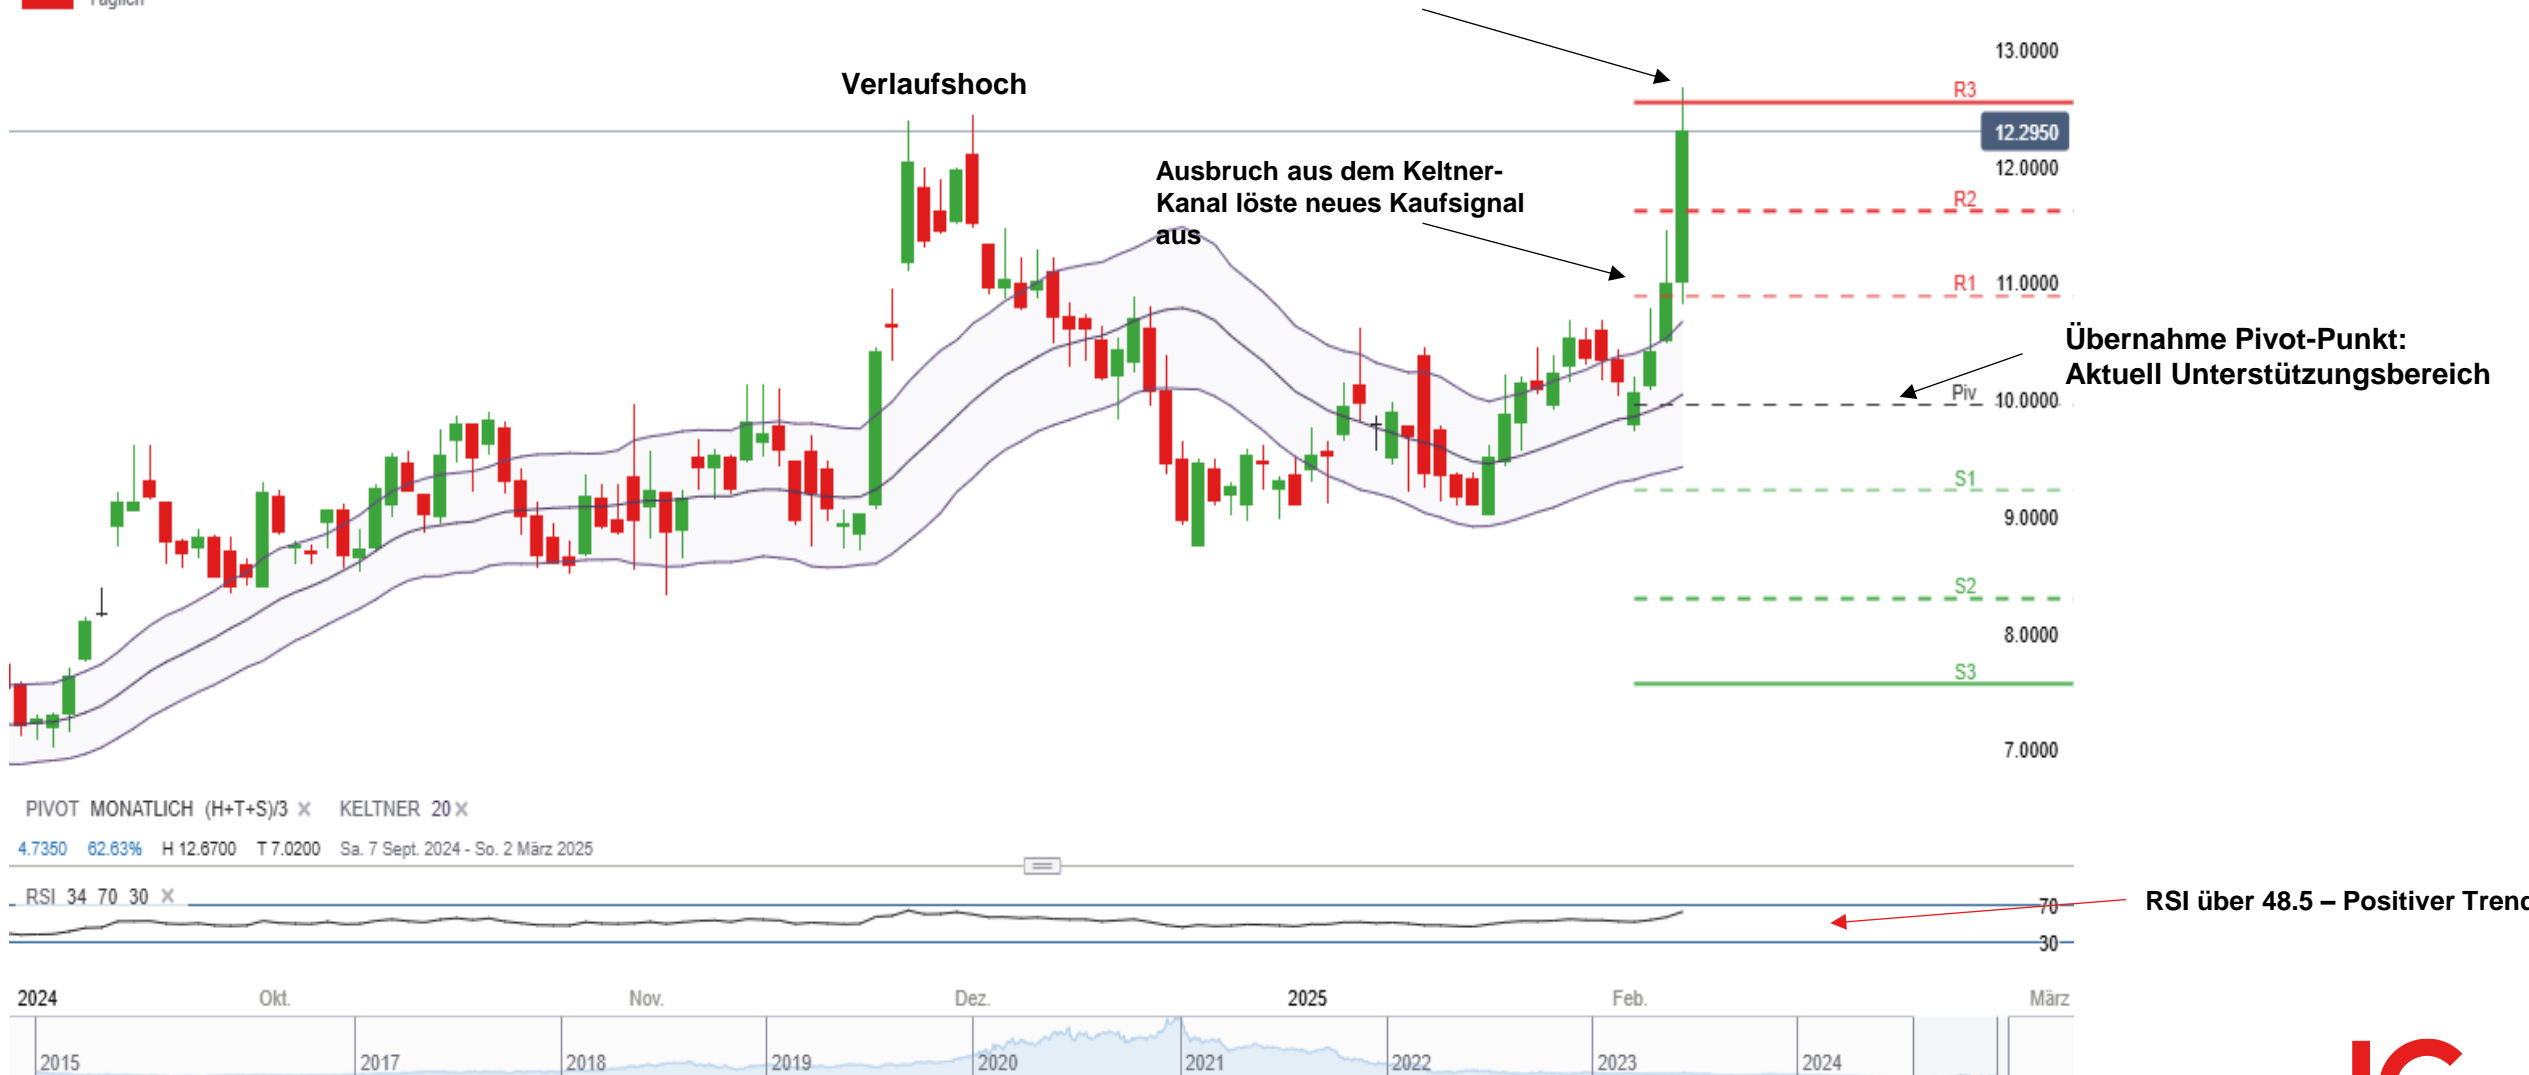 Täglich
13.0000
Verlaufshoch
R3
12.2950
12.0000
Ausbruch aus dem Keltner-
Kanal löste neues Kaufsignal
aus
R2
R1 11.0000
Übernahme Pivot-Punkt:
Aktuell Unterstützungsbereich
Piv 10.0000
S1
9.0000
S2
8.0000
S3
7.0000
PIVOT MONATLICH (H+T+S)/3 KELTNER 20
4.7350 62.63% H 12.6700 T 7.0200 Sa. 7 Sept. 2024 - So. 2 März 2025
RSI 34 70 30
70
RSI über 48.5 – Positiver Trend
30
2024 Okt. Nov. Dez. 2025 Feb. März
2015 2017 2018 2019 2020 2021 2022 2023 2024